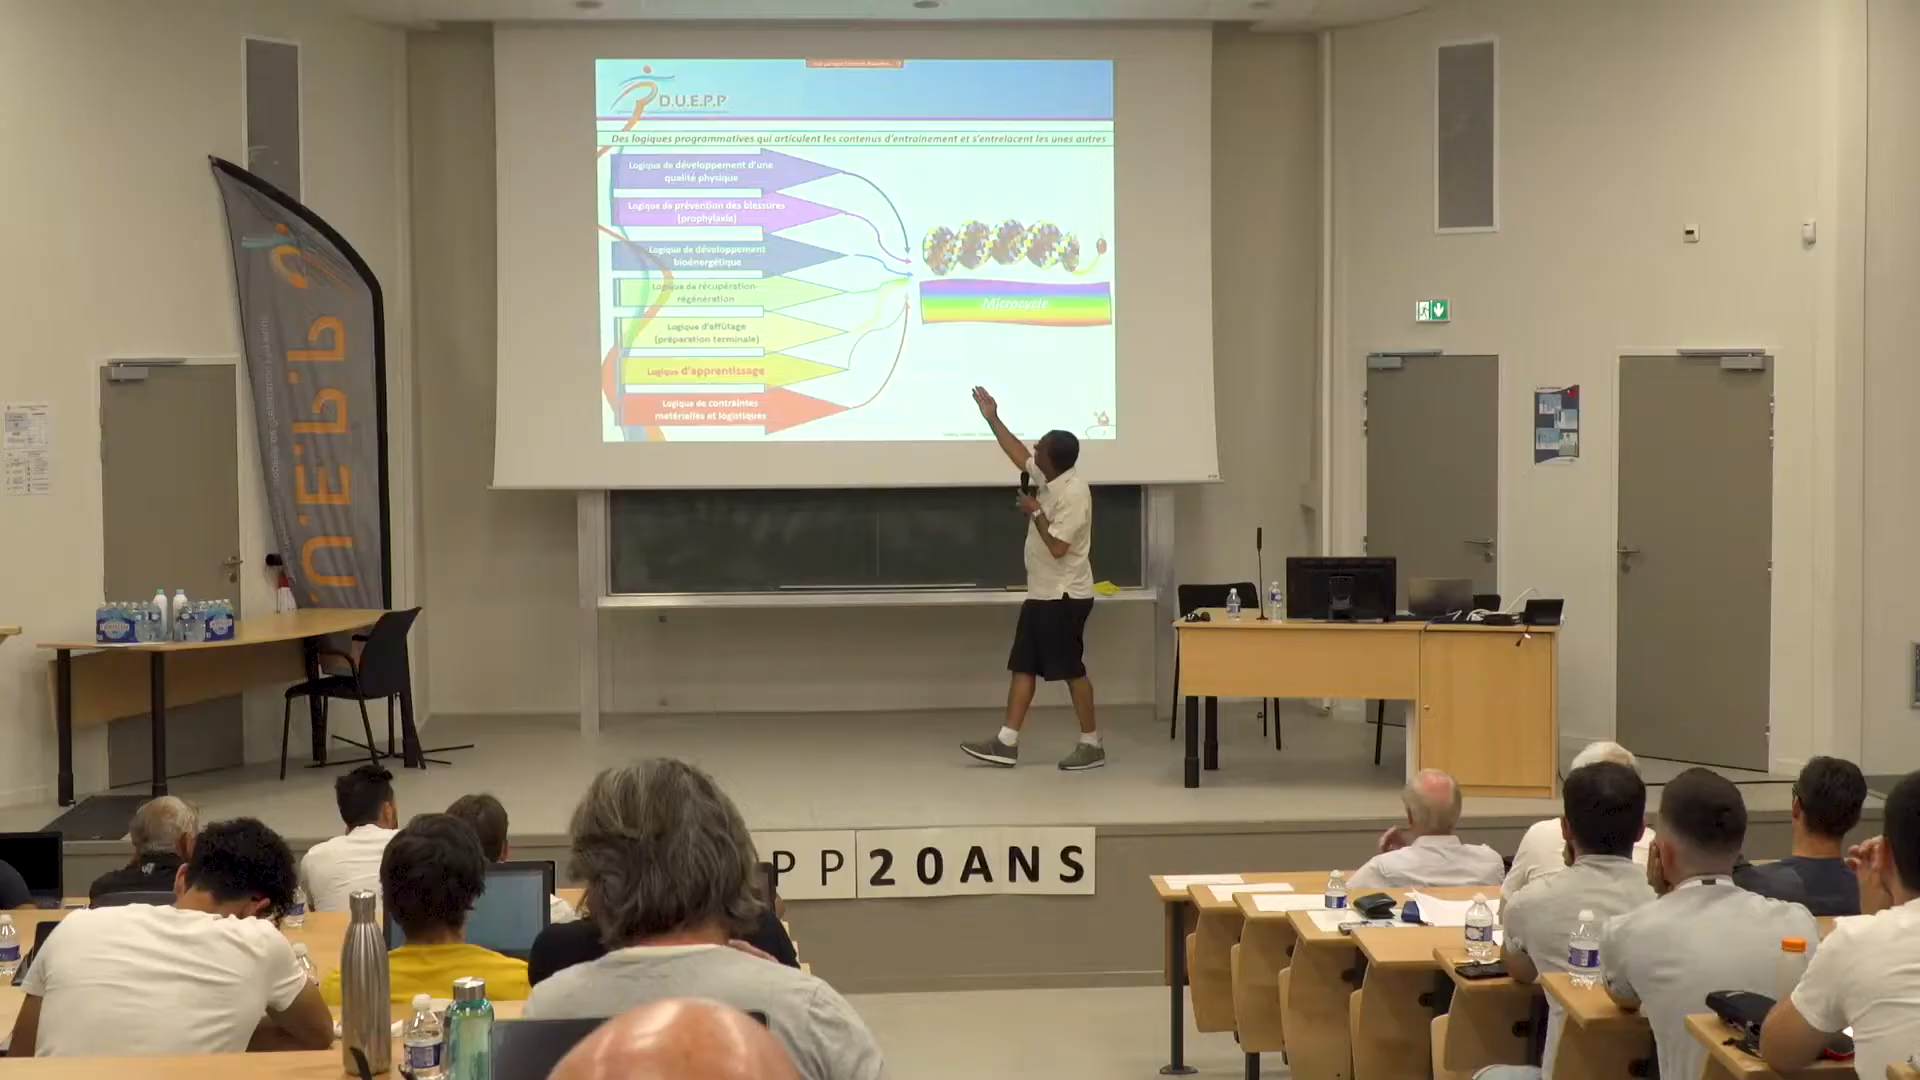 D.U.E.P.P
Des logiques programmatives qui articulent les contenus d'entraînement et s'entrelacent les unes autres
Logique de développement d'une
qualité physique
Logique de prévention des blessures
(prophylaxie)
Logique de développement
bioénergétique
Logique de récupération-
régénération
Logique d'affûtage
(préparation terminale)
Logique d'apprentissage
Logique de contraintes
matérielles et logistiques
Microcycle
U.E.P.P
PP20ANS